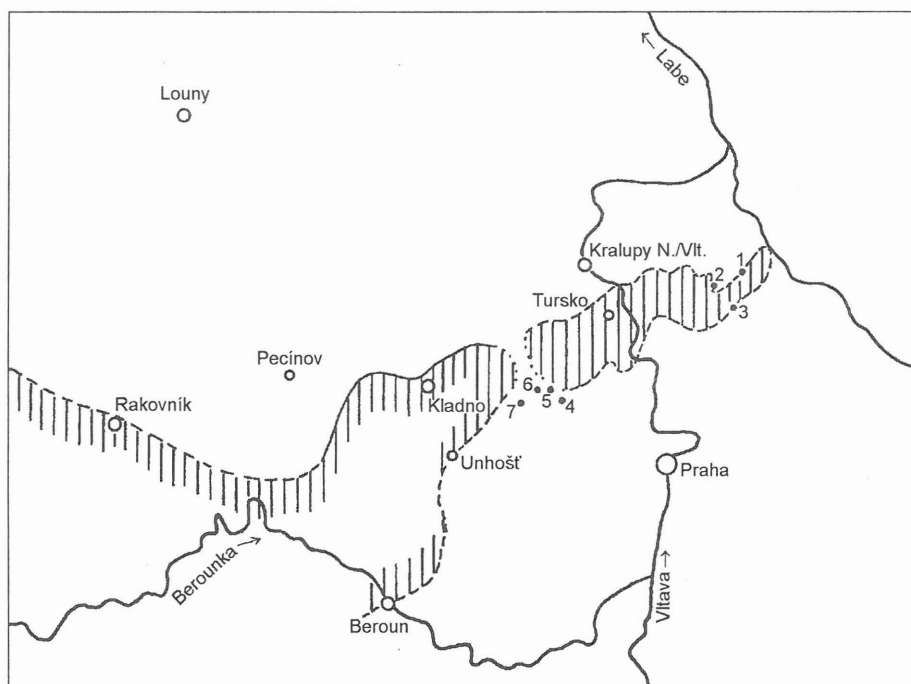 ← Labe
Louny
Kralupy N./Vlt.
1
2
3
Tursko
Pecínov
Kladno
6
5
4
7
Rakovník
Unhošť
Praha
Berounka →
Vltava →
Beroun